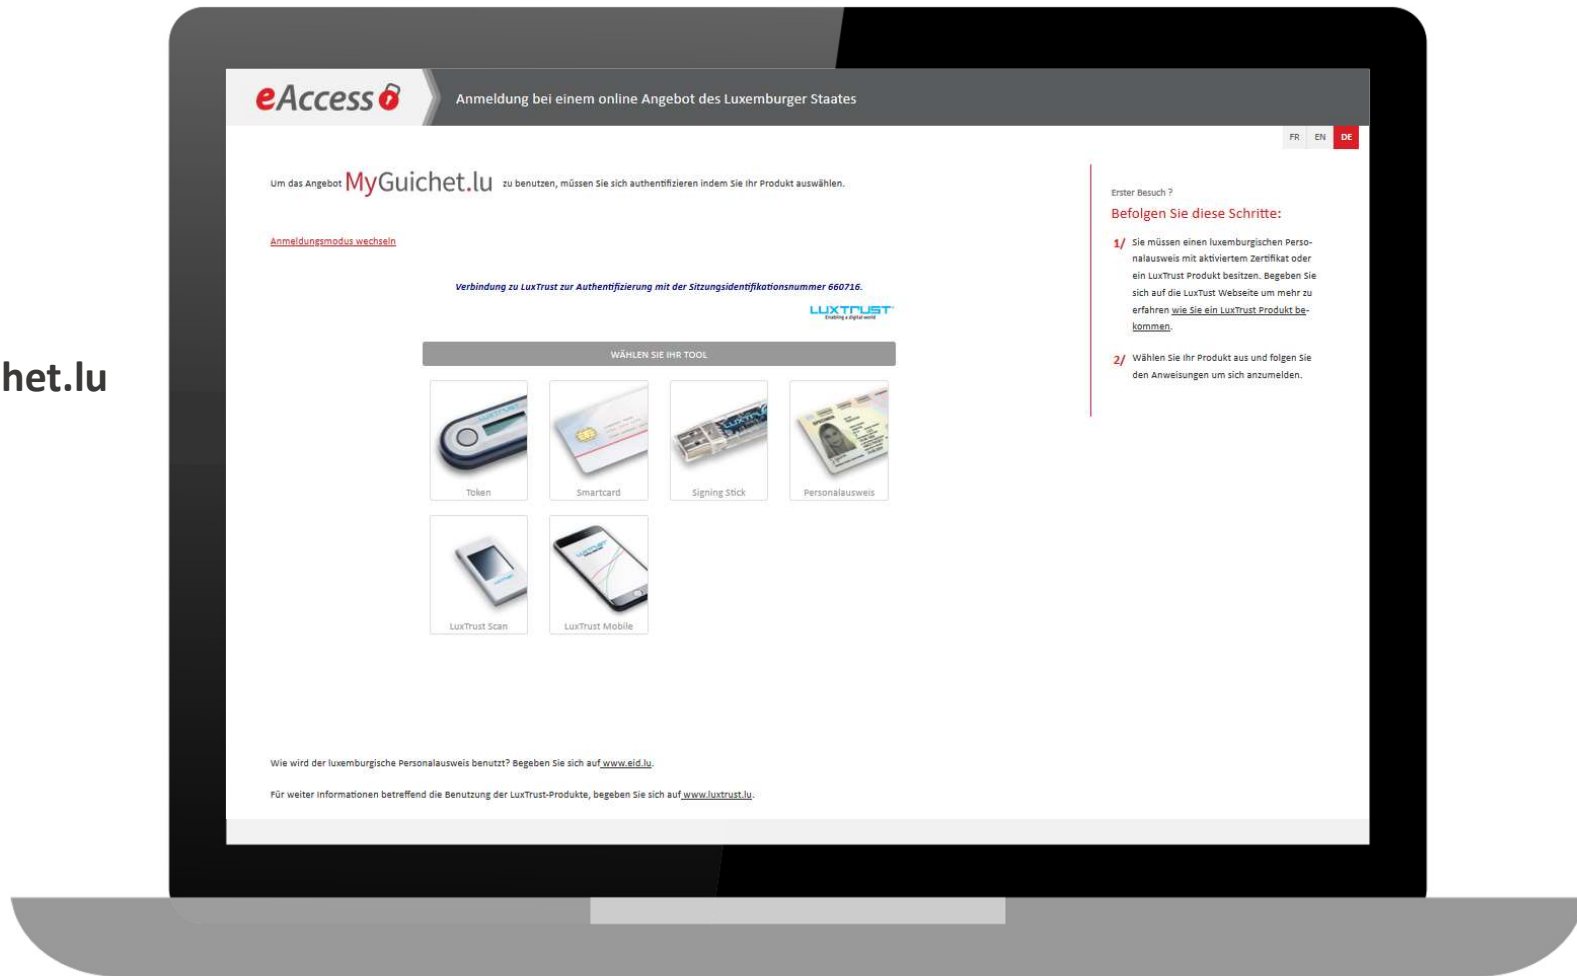 eAccess
Anmeldung bei einem online Angebot des Luxemburger Staates
FR EN DE
Um das Angebot MyGuichet.lu zu benutzen, müssen Sie sich authentifizieren indem Sie Ihr Produkt auswählen.
Anmeldungsmodus wechseln
Verbindung zu LuxTrust zur Authentifizierung mit der Sitzungsidentifikationsnummer 660716.
LUXTRUST
Enabling a digital world
WÄHLEN SIE IHR TOOL
Token
Smartcard
Signing Stick
Personalausweis
LuxTrust Scan
LuxTrust Mobile
Erster Besuch ?
Befolgen Sie diese Schritte:
1/ Sie müssen einen luxemburgischen Perso-
nalausweis mit aktiviertem Zertifikat oder
ein LuxTrust Produkt besitzen. Begeben Sie
sich auf die LuxTust Webseite um mehr zu
erfahren wie Sie ein LuxTrust Produkt be-
kommen.
2/ Wählen Sie Ihr Produkt aus und folgen Sie
den Anweisungen um sich anzumelden.
het.lu
Wie wird der luxemburgische Personalausweis benutzt? Begeben Sie sich auf www.eid.lu.
Für weiter Informationen betreffend die Benutzung der LuxTrust-Produkte, begeben Sie sich auf www.luxtrust.lu.